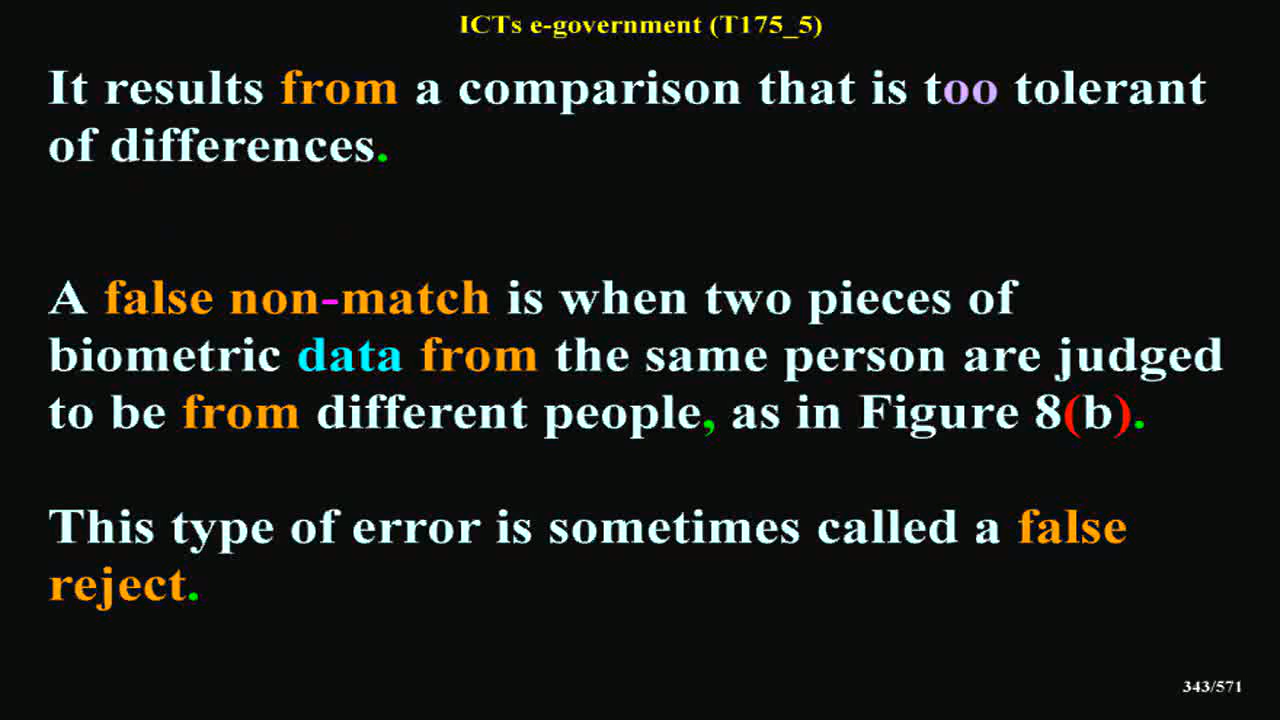 ICTs e-government (T175_5)
It results from a comparison that is too tolerant
of differences.
A false non-match is when two pieces of
biometric data from the same person are judged
to be from different people, as in Figure 8(b).
This type of error is sometimes called a false
reject.
343/571